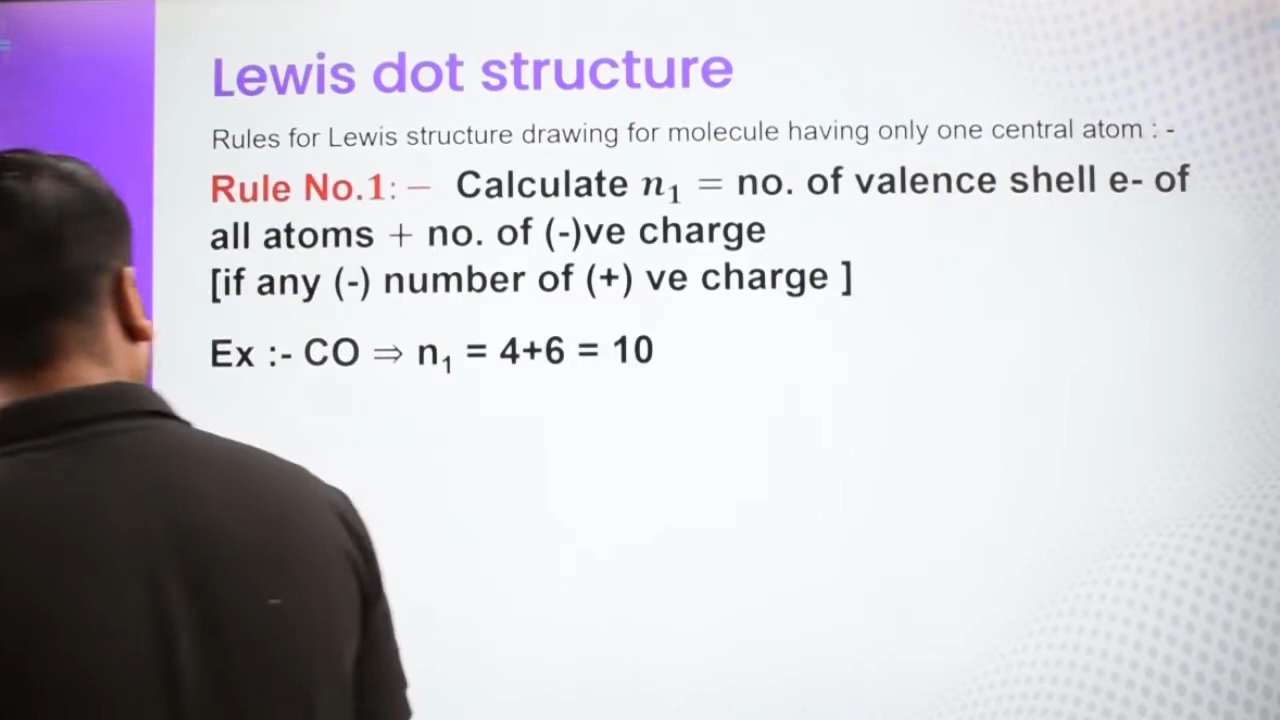 Lewis dot structure
Rules for Lewis structure drawing for molecule having only one central atom : -
Rule No.1: – Calculate n₁ = no. of valence shell e- of
all atoms + no. of (-)ve charge
[if any (-) number of (+) ve charge ]
Ex :- CO ⇒ n₁ = 4+6 = 10